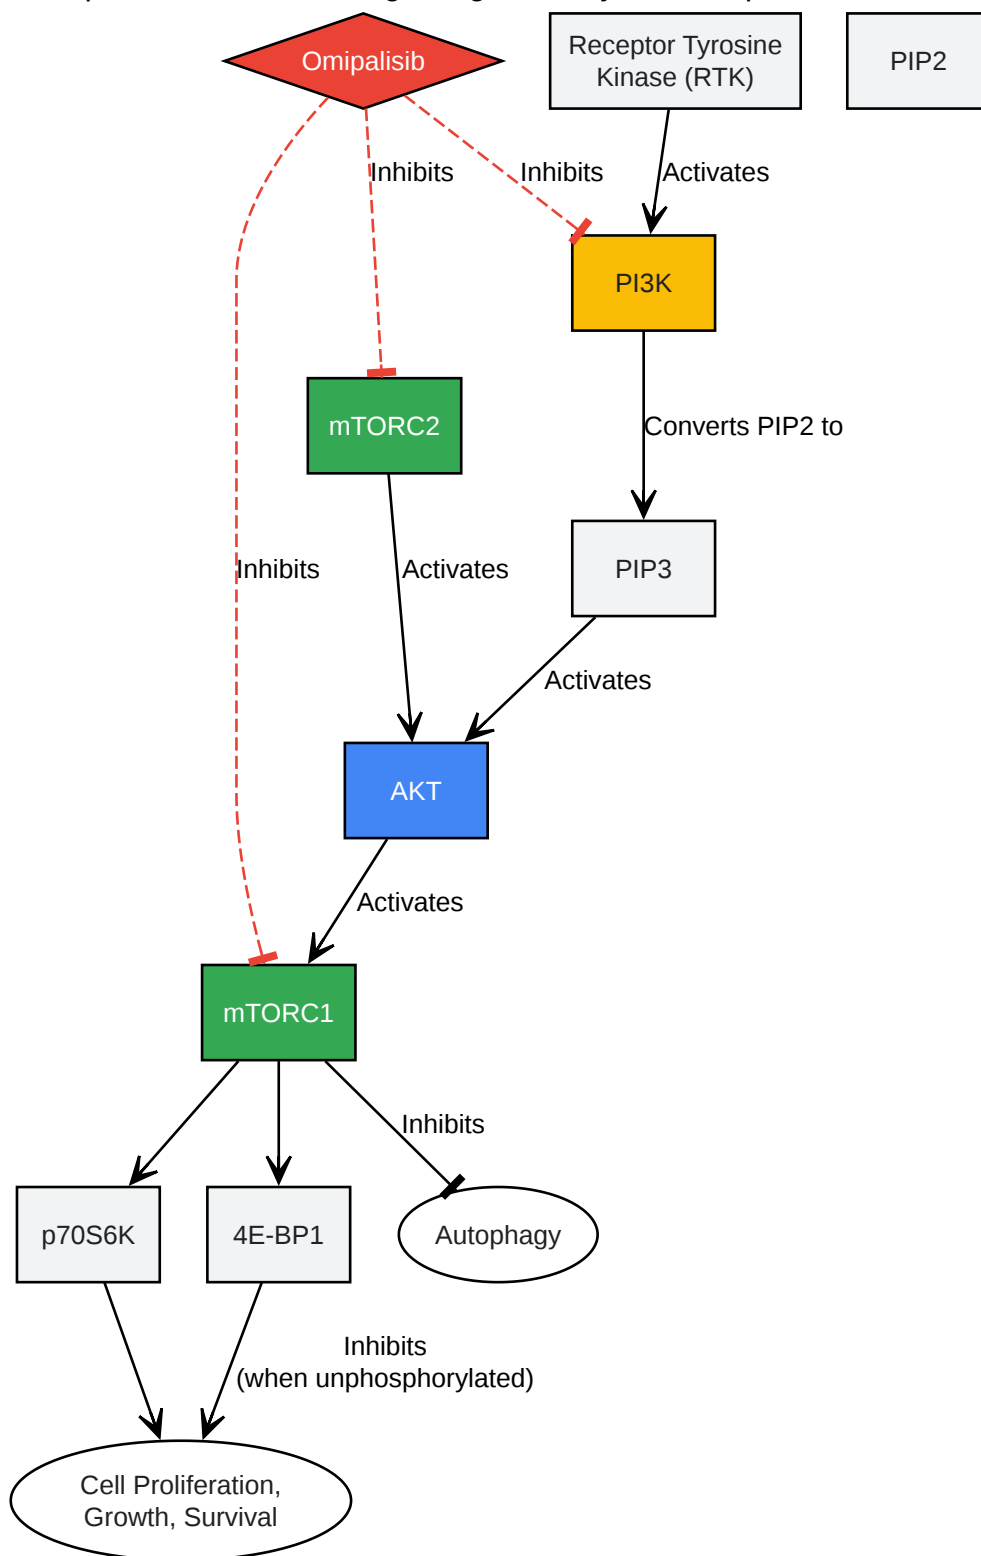 Omipalisib
Receptor Tyrosine
Kinase (RTK)
PIP2
Inhibits
Inhibits
Activates
PI3K
mTORC2
Converts PIP2 to
Inhibits
Activates
PIP3
Activates
AKT
Activates
mTORC1
Inhibits
p70S6K
4E-BP1
Autophagy
Inhibits
(when unphosphorylated)
Cell Proliferation,
Growth, Survival